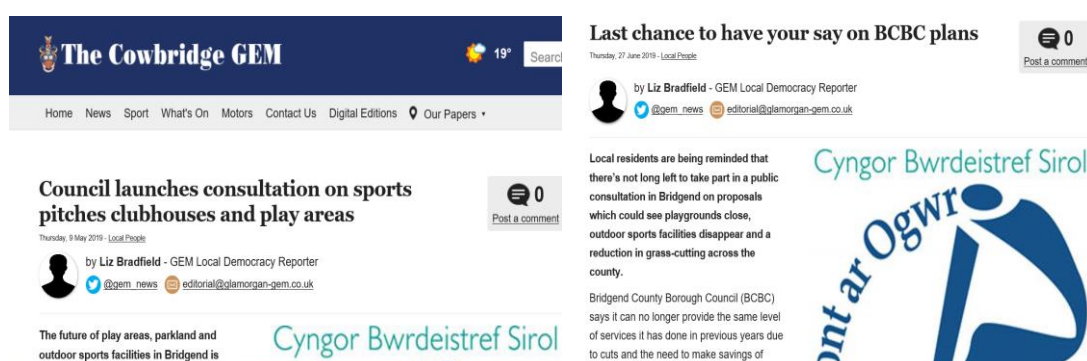 The Cowbridge GEM
19°
Search
Home News Sport What's On Motors Contact Us Digital Editions Our Papers
Council launches consultation on sports
pitches clubhouses and play areas
0
Post a comment
Thursday, 9 May 2019 - Local People
by Liz Bradfield - GEM Local Democracy Reporter
@gem_news editorial@glamorgan-gem.co.uk
The future of play areas, parkland and
outdoor sports facilities in Bridgend is
Cyngor Bwrdeistref Sirol
Last chance to have your say on BCBC plans
0
Post a comment
Thursday, 27 June 2019 - Local People
by Liz Bradfield - GEM Local Democracy Reporter
@gem_news editorial@glamorgan-gem.co.uk
Local residents are being reminded that
there's not long left to take part in a public
consultation in Bridgend on proposals
which could see playgrounds close,
outdoor sports facilities disappear and a
reduction in grass-cutting across the
county.
Bridgend County Borough Council (BCBC)
says it can no longer provide the same level
of services it has done in previous years due
to cuts and the need to make savings of
Cyngor Bwrdeistref Sirol
ont ar Ogwr